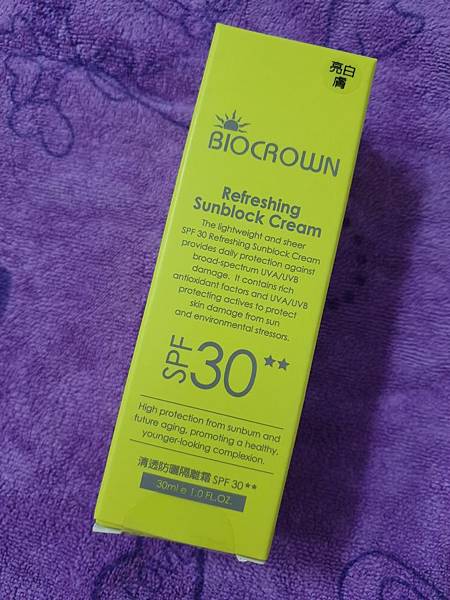 亮白
膚
BIOCROWN
Refreshing
Sunblock Cream
The lightweight and sheer
SPF 30 Refreshing Sunblock Cream
provides daily protection against
broad-spectrum UVA/UVB
damage. It contains rich
antioxidant factors and UVA/UVB
protecting actives to protect
skin damage from sun
and environmental stressors.
SPF 30**
High protection from sunburn and
future aging, promoting a healthy,
younger-looking complexion.
清透防曬隔離霜 SPF 30**
30ml e 1.0 FL.OZ.